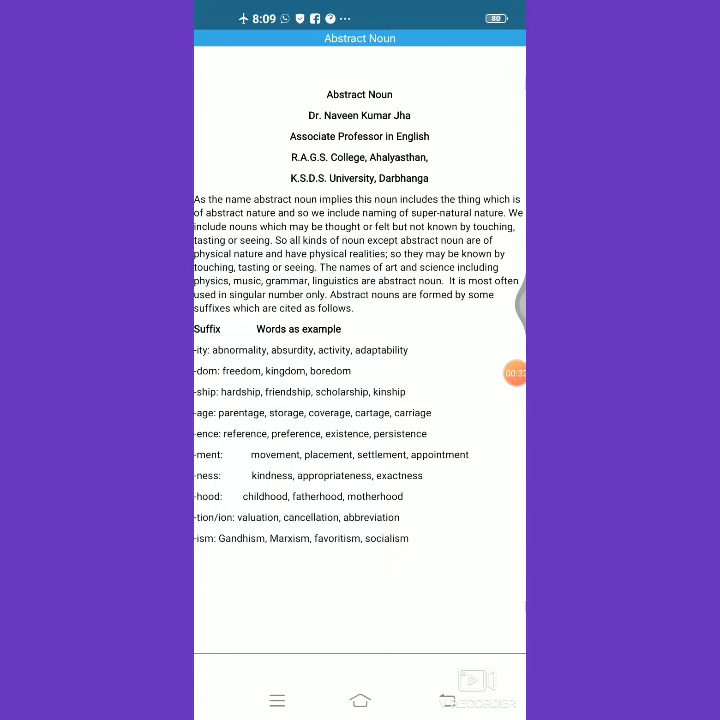 8:09
80
Abstract Noun
Abstract Noun
Dr. Naveen Kumar Jha
Associate Professor in English
R.A.G.S. College, Ahalyasthan,
K.S.D.S. University, Darbhanga
As the name abstract noun implies this noun includes the thing which is
of abstract nature and so we include naming of super-natural nature. We
include nouns which may be thought or felt but not known by touching,
tasting or seeing. So all kinds of noun except abstract noun are of
physical nature and have physical realities; so they may be known by
touching, tasting or seeing. The names of art and science including
physics, music, grammar, linguistics are abstract noun.  It is most often
used in singular number only. Abstract nouns are formed by some
suffixes which are cited as follows.
Suffix Words as example
-ity: abnormality, absurdity, activity, adaptability
-dom: freedom, kingdom, boredom
00:32
-ship: hardship, friendship, scholarship, kinship
-age: parentage, storage, coverage, cartage, carriage
-ence: reference, preference, existence, persistence
-ment: movement, placement, settlement, appointment
-ness: kindness, appropriateness, exactness
-hood: childhood, fatherhood, motherhood
-tion/ion: valuation, cancellation, abbreviation
-ism: Gandhism, Marxism, favoritism, socialism